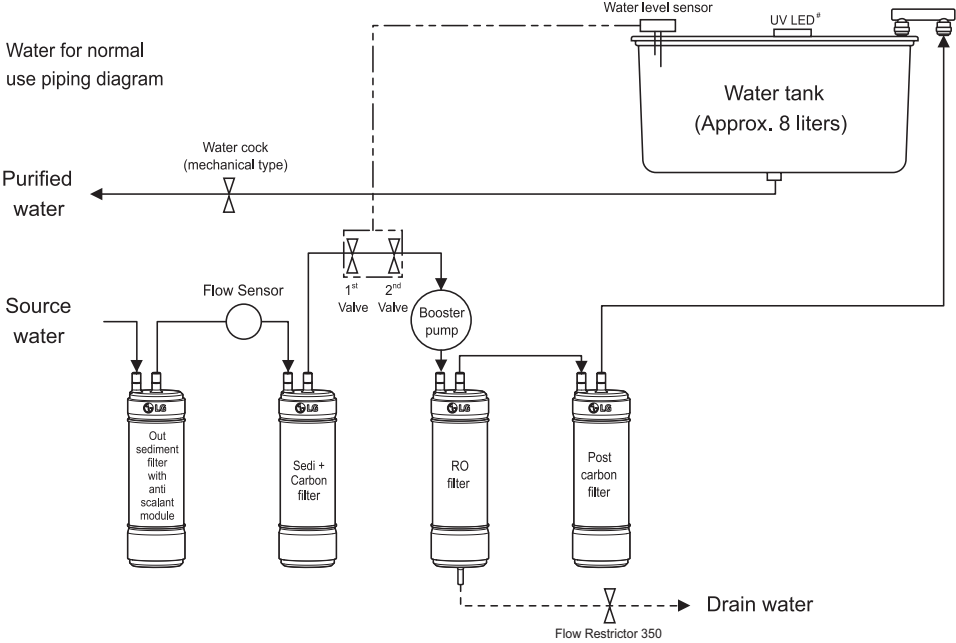 Water level sensor
UV LED#
Water for normal
use piping diagram
Water tank
(Approx. 8 liters)
Water cock
(mechanical type)
Purified
water
1st
Valve
2nd
Valve
Flow Sensor
Source
water
Booster
pump
LG
LG
LG
LG
Out
sediment
filter
with
anti
scalant
module
Sedi +
Carbon
filter
RO
filter
Post
carbon
filter
Drain water
Flow Restrictor 350